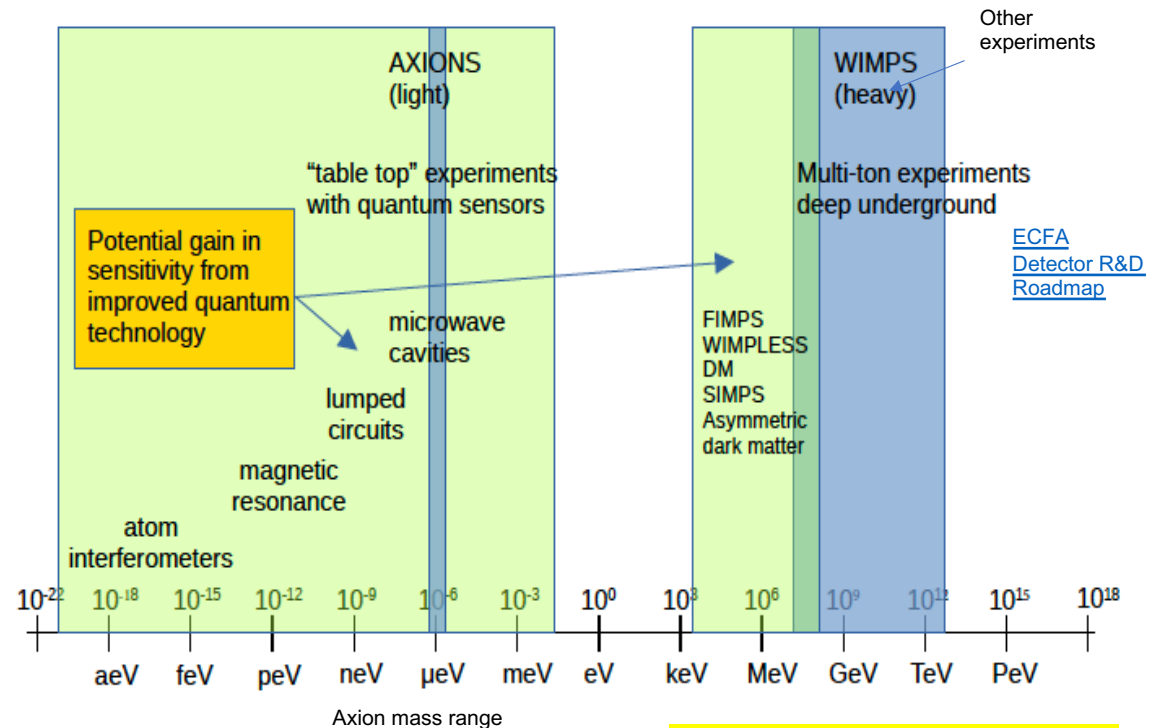 Other
experiments
AXIONS
(light)
WIMPS
(heavy)
"table top" experiments
with quantum sensors
Multi-ton experiments
deep underground
Potential gain in
sensitivity from
improved quantum
technology
ECFA
Detector R&D
Roadmap
microwave
cavities
FIMPS
WIMPLESS
DM
SIMPS
Asymmetric
dark matter
lumped
circuits
magnetic
resonance
atom
interferometers
10⁻²² 10⁻¹⁸ 10⁻¹⁵ 10⁻¹² 10⁻⁹ 10⁻⁶ 10⁻³ 10⁰ 10³ 10⁶ 10⁹ 10¹² 10¹⁵ 10¹⁸
aeV feV peV neV µeV meV eV keV MeV GeV TeV PeV
Axion mass range